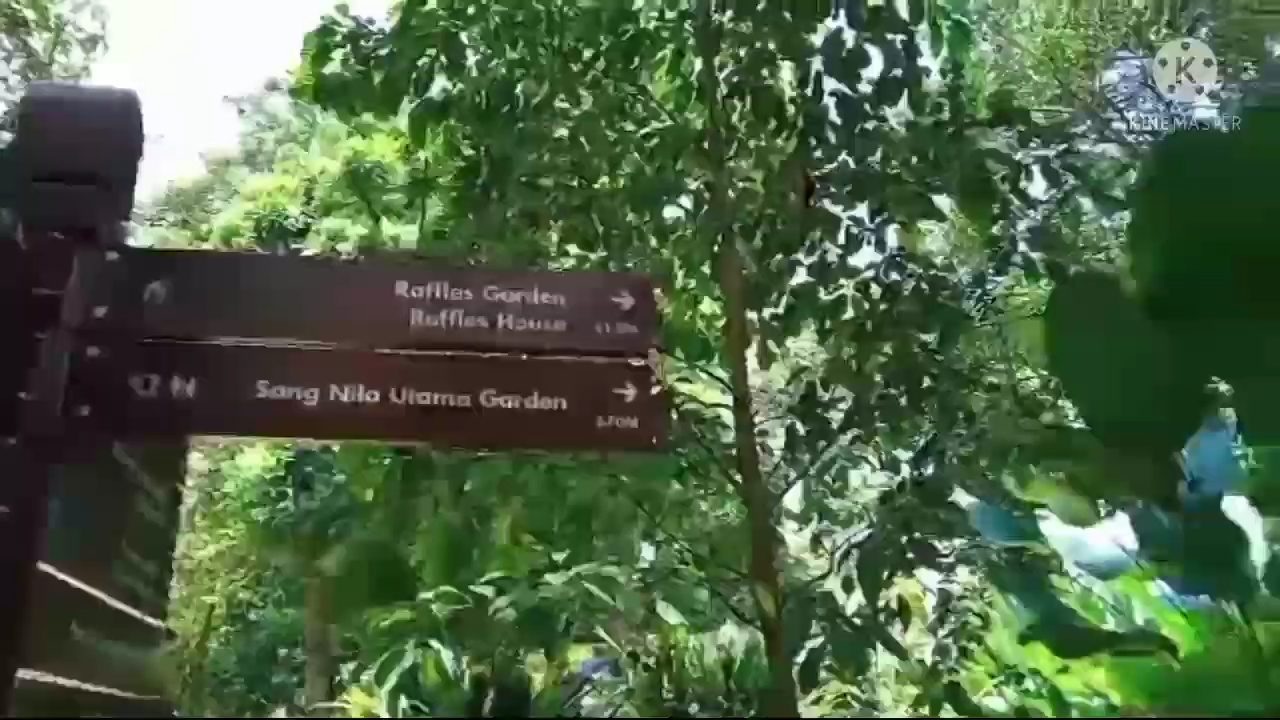 K
KINEMASTER
Raffles Garden
Raffles House
Sang Nila Utama Garden